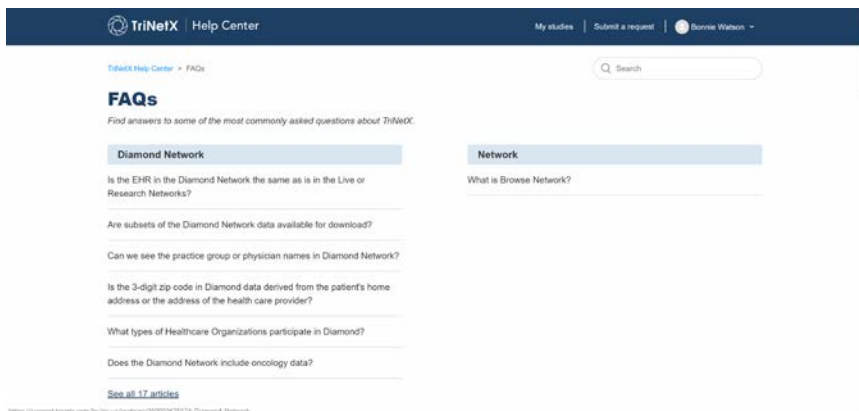 TriNetX | Help Center
My studies | Submit a request | Bonnie Watson
TriNetX Help Center > FAQs
Search
FAQs
Find answers to some of the most commonly asked questions about TriNetX.
Diamond Network
Is the EHR in the Diamond Network the same as is in the Live or
Research Networks?
Are subsets of the Diamond Network data available for download?
Can we see the practice group or physician names in Diamond Network?
Is the 3-digit zip code in Diamond data derived from the patient's home
address or the address of the health care provider?
What types of Healthcare Organizations participate in Diamond?
Does the Diamond Network include oncology data?
See all 17 articles
Network
What is Browse Network?